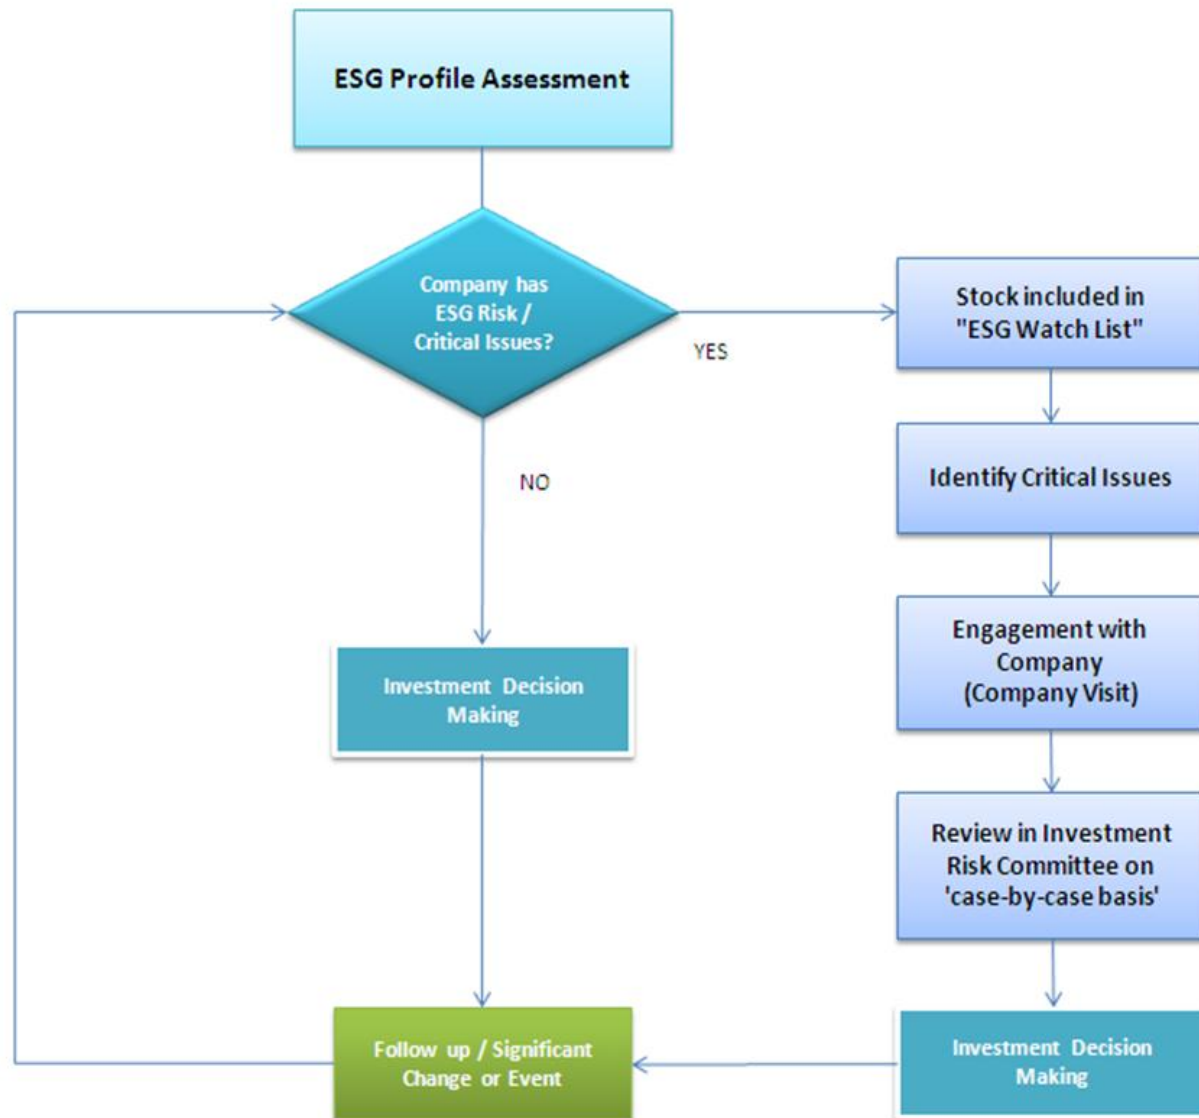 ESG Profile Assessment
Company has
ESG Risk /
Critical Issues?
YES
NO
Stock included in
"ESG Watch List"
Identify Critical Issues
Engagement with
Company
(Company Visit)
Review in Investment
Risk Committee on
'case-by-case basis'
Investment Decision
Making
Investment Decision
Making
Follow up / Significant
Change or Event